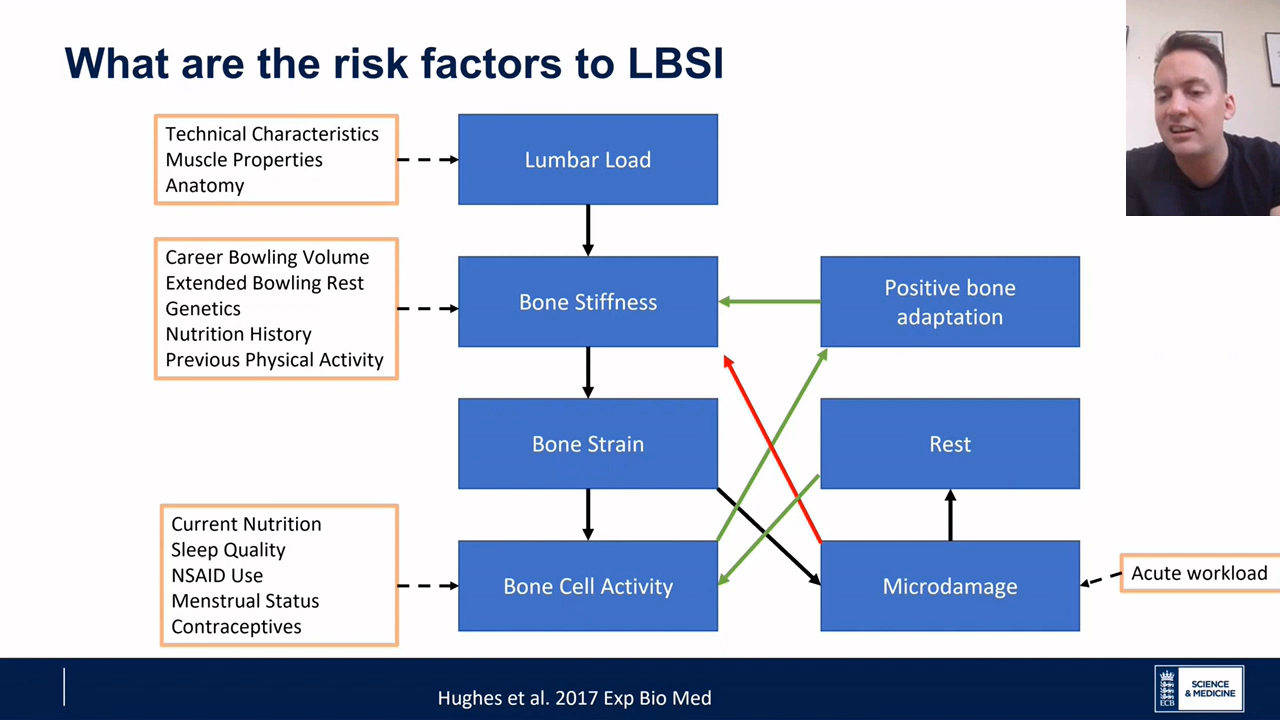 What are the risk factors to LBSI
Technical Characteristics
Muscle Properties
Anatomy
Lumbar Load
Career Bowling Volume
Extended Bowling Rest
Genetics
Nutrition History
Previous Physical Activity
Bone Stiffness
Positive bone
adaptation
Bone Strain
Rest
Current Nutrition
Sleep Quality
NSAID Use
Menstrual Status
Contraceptives
Bone Cell Activity
Microdamage
Acute workload
Hughes et al. 2017 Exp Bio Med
ECB
SCIENCE
& MEDICINE